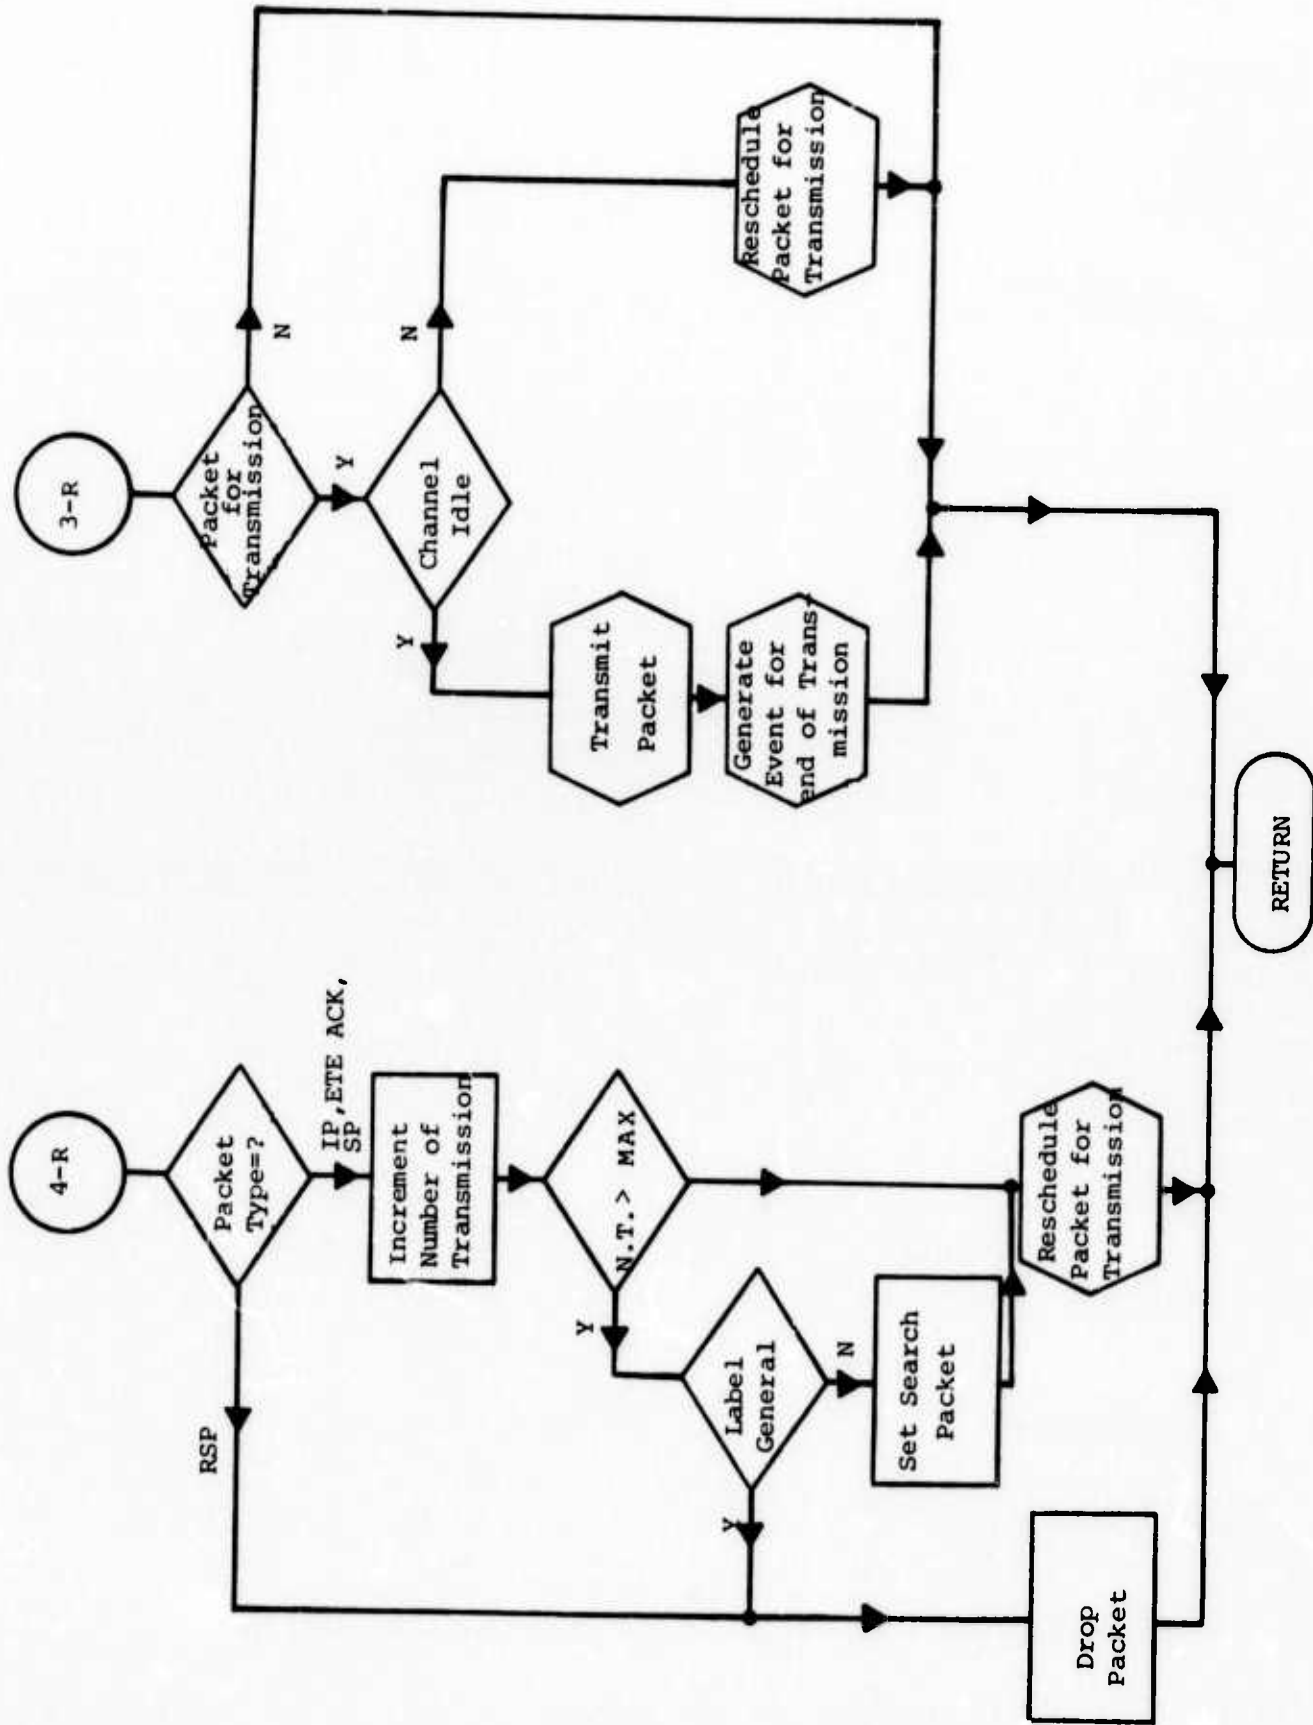 4-R
Packet
Type=?
RSP
IP,ETE ACK,
SP
Increment
Number of
Transmission
N.T.> MAX
Y
Label
General
Y
N
Set Search
Packet
Reschedule
Packet for
Transmission
Drop
Packet
3-R
Packet
for
Transmission
N
Y
Channel
Idle
Y
N
Transmit
Packet
Generate
Event for
end of Trans-
mission
Reschedule
Packet for
Transmission
RETURN